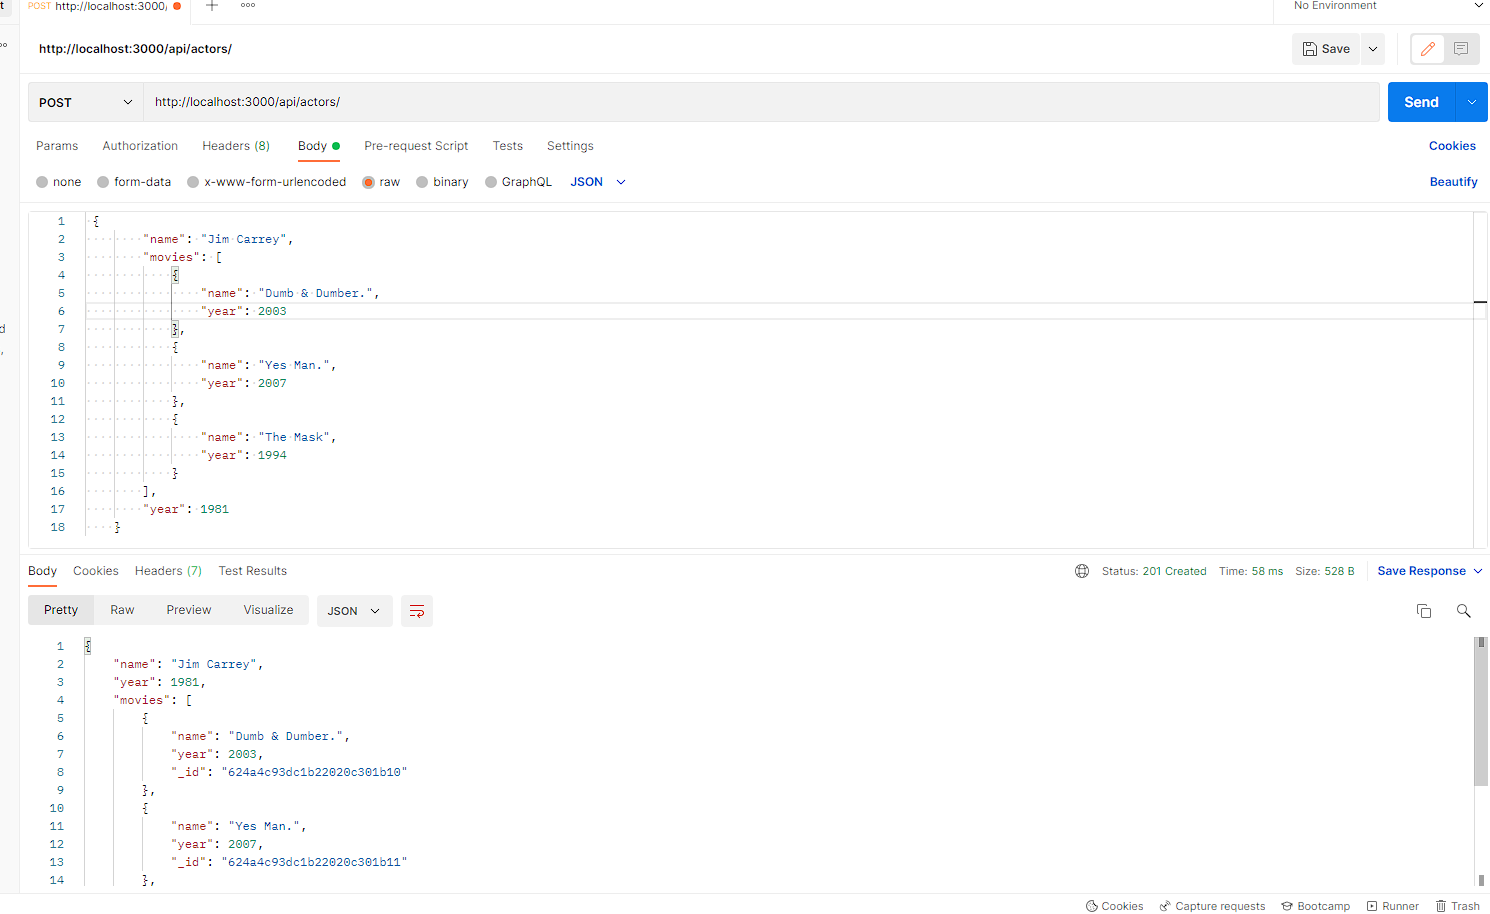 t POST http://localhost:3000/ No Environment
http://localhost:3000/api/actors/ Save
POST http://localhost:3000/api/actors/ Send
Params Authorization Headers (8) Body Pre-request Script Tests Settings Cookies
none form-data x-www-form-urlencoded raw binary GraphQL JSON Beautify
1 {
2 "name": "Jim Carrey",
3 "movies": [
4 {
5 "name": "Dumb & Dumber.",
6 "year": 2003
d
7 },
,
8 {
9 "name": "Yes Man.",
10 "year": 2007
11 },
12 {
13 "name": "The Mask",
14 "year": 1994
15 }
16 ],
17 "year": 1981
18 }
Body Cookies Headers (7) Test Results Status: 201 Created Time: 58 ms Size: 528 B Save Response
Pretty Raw Preview Visualize JSON
1 {
2 "name": "Jim Carrey",
3 "year": 1981,
4 "movies": [
5 {
6 "name": "Dumb & Dumber.",
7 "year": 2003,
8 "_id": "624a4c93dc1b22020c301b10"
9 },
10 {
11 "name": "Yes Man.",
12 "year": 2007,
13 "_id": "624a4c93dc1b22020c301b11"
14 },
Cookies Capture requests Bootcamp Runner Trash